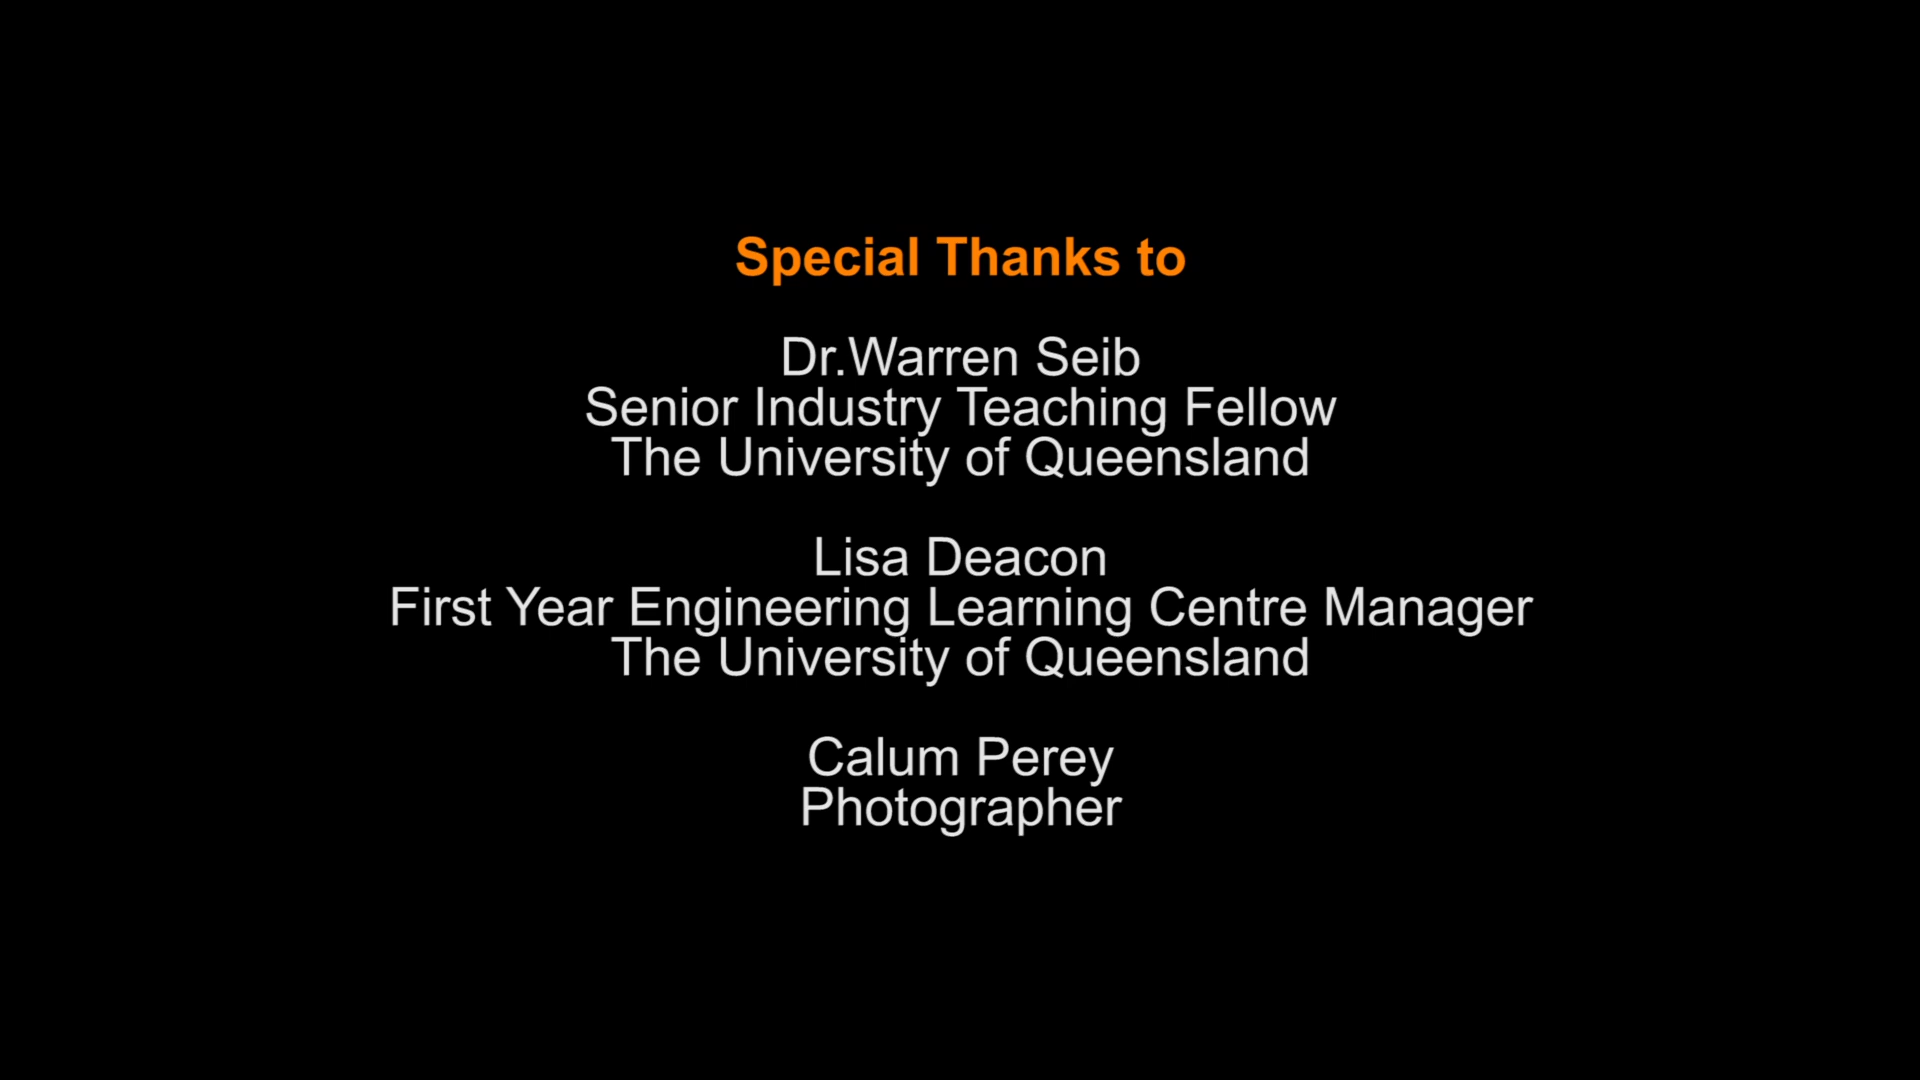 Special Thanks to
Dr.Warren Seib
Senior Industry Teaching Fellow
The University of Queensland
Lisa Deacon
First Year Engineering Learning Centre Manager
The University of Queensland
Calum Perey
Photographer